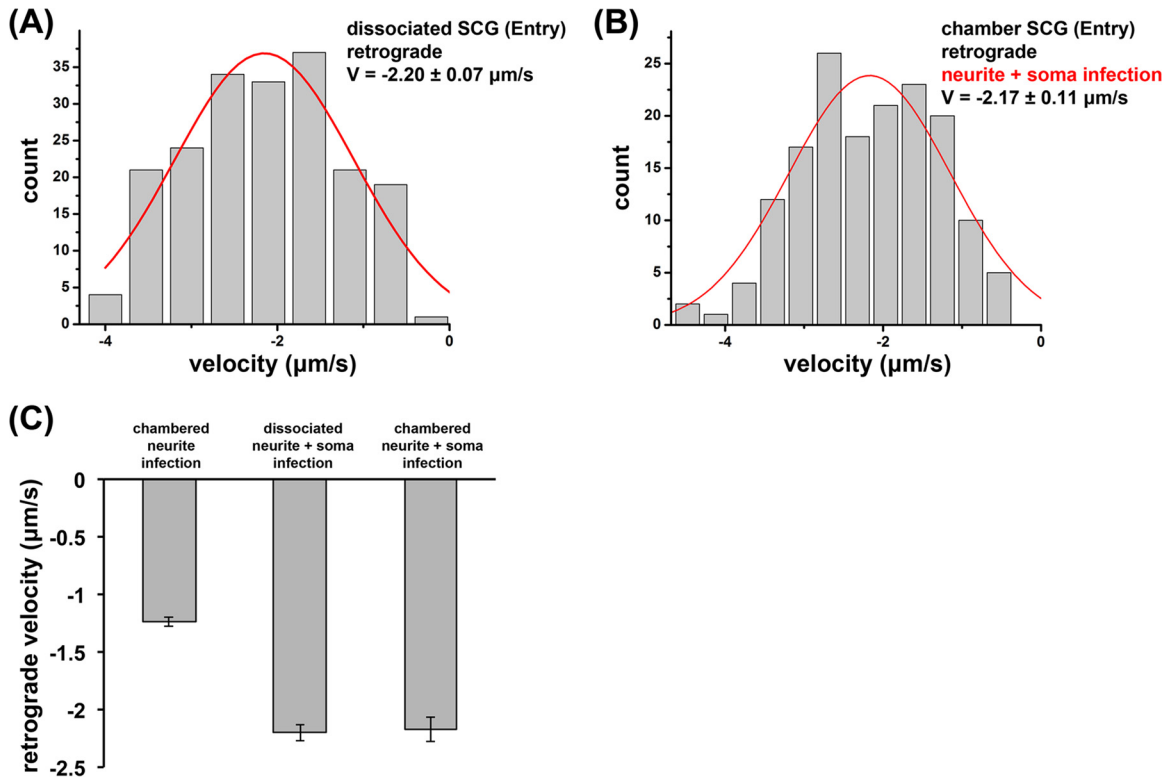 (A)
dissociated SCG (Entry)
retrograde
V = -2.20 ± 0.07 µm/s
count
35
30
25
20
15
10
5
0
-4
-2
0
velocity (µm/s)
(B)
chamber SCG (Entry)
retrograde
neurite + soma infection
V = -2.17 ± 0.11 µm/s
count
25
20
15
10
5
0
-4
-2
0
velocity (µm/s)
(C)
chambered
neurite
infection
dissociated
neurite + soma
infection
chambered
neurite + soma
infection
retrograde velocity (µm/s)
0
-0.5
-1
-1.5
-2
-2.5